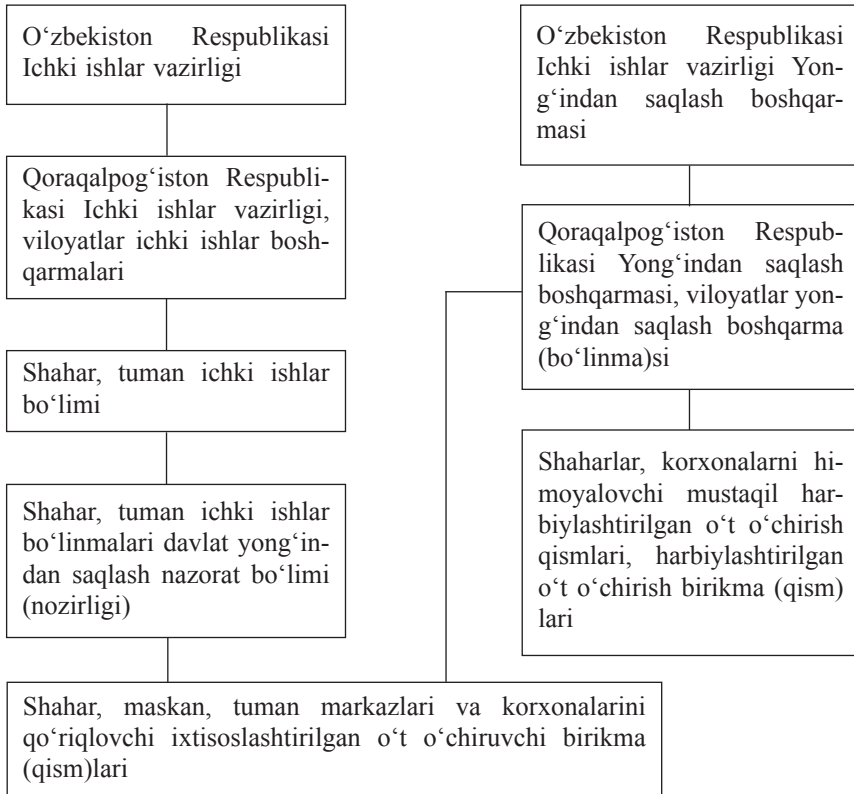 O‘zbekiston Respublikasi
Ichki ishlar vazirligi
Qoraqalpog‘iston Respubli-
kasi Ichki ishlar vazirligi,
viloyatlar ichki ishlar bosh-
qarmalari
Shahar, tuman ichki ishlar
bo‘limi
Shahar, tuman ichki ishlar
bo‘linmalari davlat yong‘in-
dan saqlash nazorat bo‘limi
(nozirligi)
O‘zbekiston Respublikasi
Ichki ishlar vazirligi Yon-
g‘indan saqlash boshqar-
masi
Qoraqalpog‘iston Respub-
likasi Yong‘indan saqlash
boshqarmasi, viloyatlar yon-
g‘indan saqlash boshqarma
(bo‘linma)si
Shaharlar, korxonalarni hi-
moyalovchi mustaqil har-
biylashtirilgan o‘t o‘chirish
qismlari, harbiylashtirilgan
o‘t o‘chirish birikma (qism)
lari
Shahar, maskan, tuman markazlari va korxonalarini
qo‘riqlovchi ixtisoslashtirilgan o‘t o‘chiruvchi birikma
(qism)lari